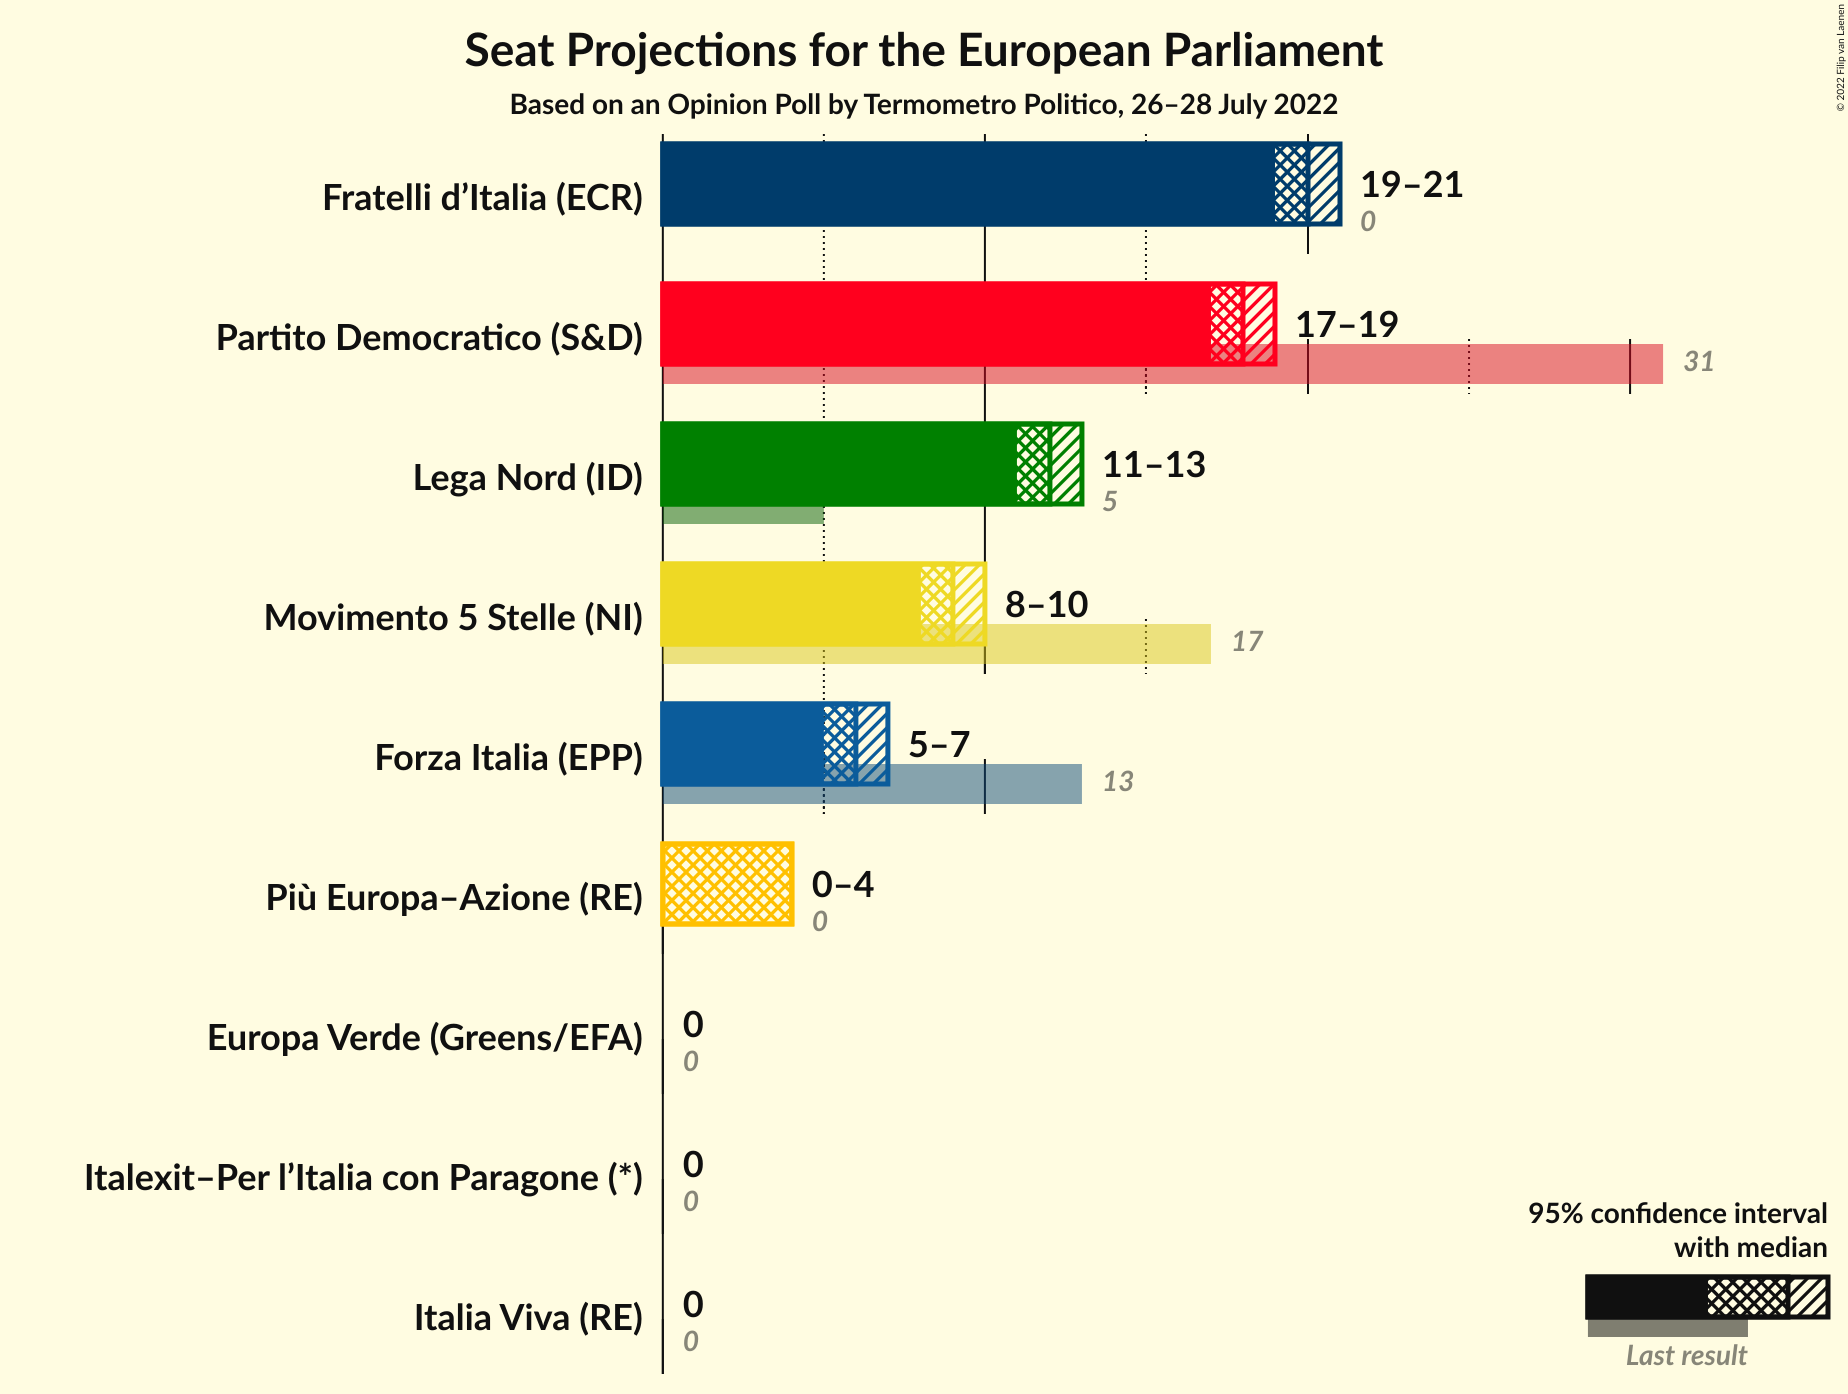 Seat Projections for the European Parliament
Based on an Opinion Poll by Termometro Politico, 26–28 July 2022
© 2022 Filip van Laenen
Fratelli d’Italia (ECR)
19–21
0
Partito Democratico (S&D)
17–19
31
Lega Nord (ID)
11–13
5
Movimento 5 Stelle (NI)
8–10
17
Forza Italia (EPP)
5–7
13
Più Europa–Azione (RE)
0–4
0
Europa Verde (Greens/EFA)
0
0
Italexit–Per l’Italia con Paragone (*)
0
0
Italia Viva (RE)
0
0
95% confidence interval
with median
Last result